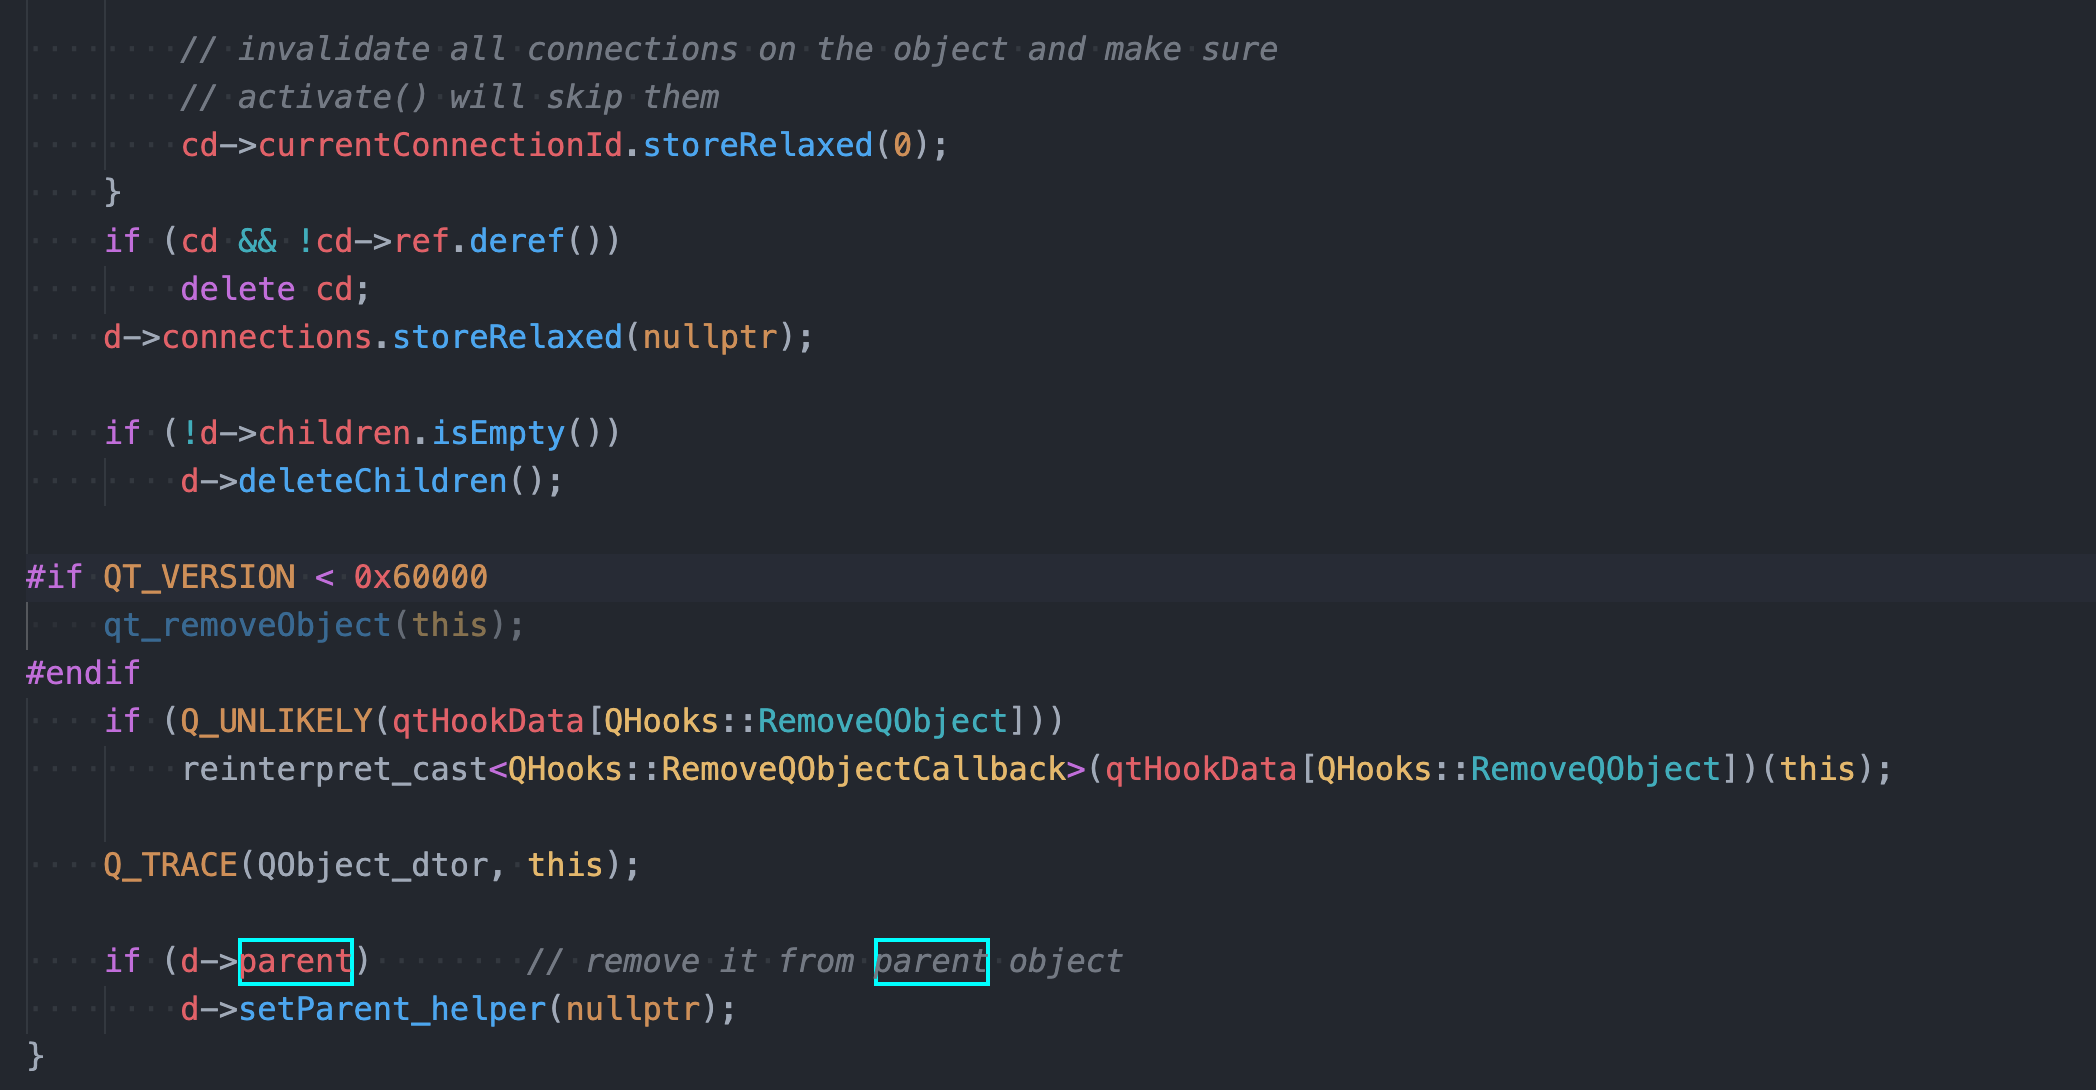 // invalidate all connections on the object and make sure
// activate() will skip them
cd->currentConnectionId.storeRelaxed(0);
}
if (cd && !cd->ref.deref())
delete cd;
d->connections.storeRelaxed(nullptr);
if (!d->children.isEmpty())
d->deleteChildren();
#if QT_VERSION < 0x60000
qt_removeObject(this);
#endif
if (Q_UNLIKELY(qtHookData[QHooks::RemoveQObject]))
reinterpret_cast<QHooks::RemoveQObjectCallback>(qtHookData[QHooks::RemoveQObject])(this);
Q_TRACE(QObject_dtor, this);
if (d->parent)        // remove it from parent object
d->setParent_helper(nullptr);
}